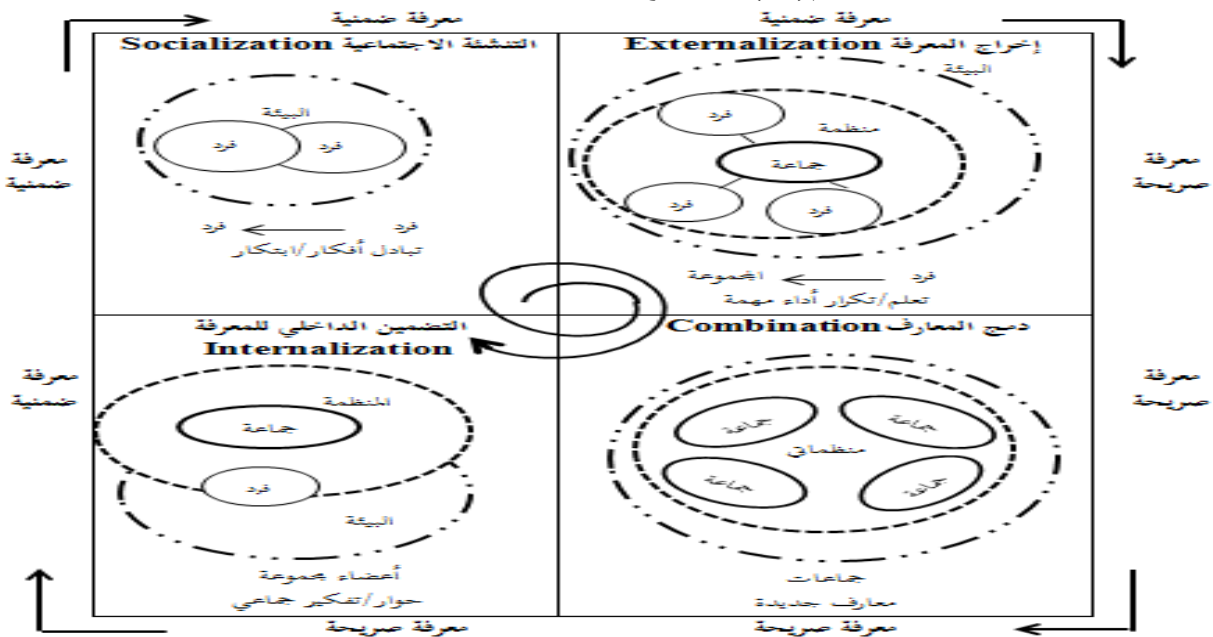 معرفة ضمنية
معرفة ضمنية
إخراج المعرفة Externalization
البيئة
فرد
منظمة
جماعة
فرد
فرد
فرد
المجموعة
تعلم/تكرار أداء مهمة
معرفة
صريحة
التنشئة الاجتماعية Socialization
البيئة
فرد
فرد
فرد
فرد
تبادل أفكار/ابتكار
معرفة
ضمنية
دمج المعارف Combination
جماعة
جماعة
منظماتي
جماعة
جماعة
جماعات
معارف جديدة
معرفة
صريحة
التضمين الداخلي للمعرفة
Internalization
المنظمة
جماعة
فرد
البيئة
أعضاء مجموعة
حوار/تفكير جماعي
معرفة
ضمنية
معرفة صريحة
معرفة صريحة